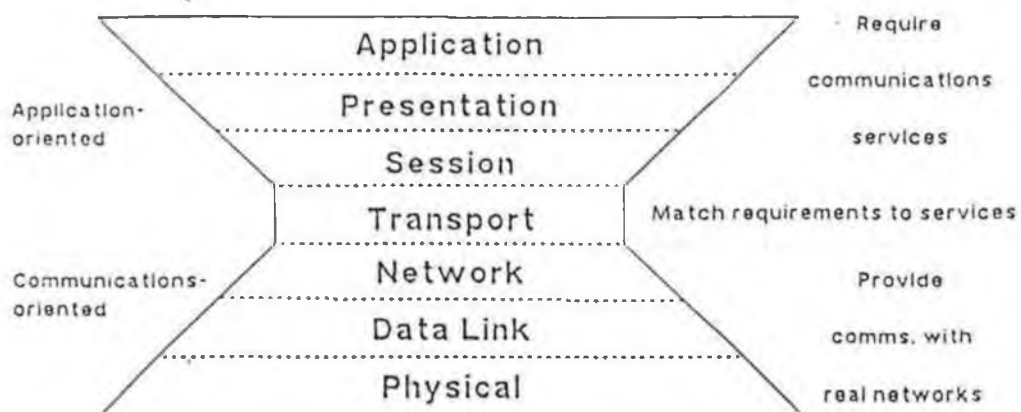 Application
Presentation
Session
Transport
Network
Data Link
Physical
Application-
oriented
Communications-
oriented
Require
communications
services
Match requirements to services
Provide
comms. with
real networks